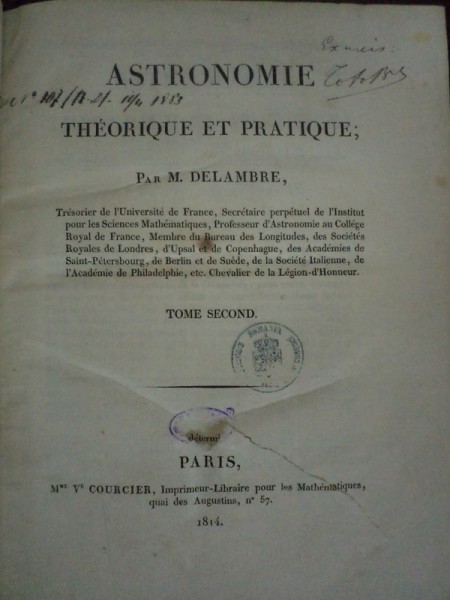 ASTRONOMIE
THÉORIQUE ET PRATIQUE;
PAR M. DELAMBRE,
Trésorier de l'Université de France, Secrétaire perpétuel de l'Institut
pour les Sciences Mathématiques, Professeur d'Astronomie au Collége
Royal de France, Membre du Bureau des Longitudes, des Sociétés
Royales de Londres, d'Upsal et de Copenhague, des Académies de
Saint-Pétersbourg, de Berlin et de Suède, de la Société Italienne, de
l'Académie de Philadelphie, etc. Chevalier de la Légion-d'Honneur.
TOME SECOND.
détermi
PARIS,
Mme Ve COURCIER, Imprimeur-Libraire pour les Mathématiques,
quai des Augustins, n° 57.
1814.